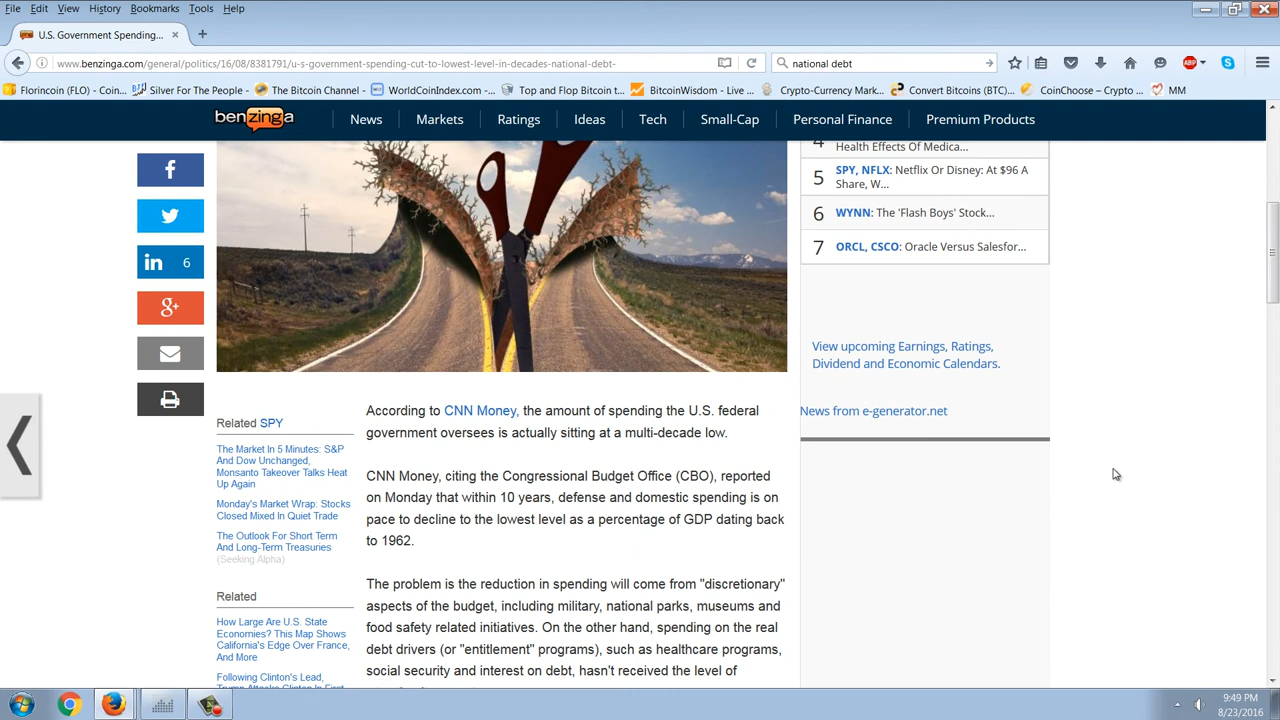 File Edit View History Bookmarks Tools Help
U.S. Government Spending...
www.benzinga.com/general/politics/16/08/8381791/u-s-government-spending-cut-to-lowest-level-in-decades-national-debt-
national debt
ABP
Florincoin (FLO) - Coin...
Silver For The People - ...
The Bitcoin Channel - ...
WorldCoinIndex.com - ...
Top and Flop Bitcoin t...
BitcoinWisdom - Live ...
Crypto-Currency Mark...
Convert Bitcoins (BTC)...
CoinChoose – Crypto ...
MM
benzinga
News Markets Ratings Ideas Tech Small-Cap Personal Finance Premium Products
6
4 Health Effects Of Medica...
5 SPY, NFLX: Netflix Or Disney: At $96 A
Share, W...
6 WYNN: The 'Flash Boys' Stock...
7 ORCL, CSCO: Oracle Versus Salesfor...
View upcoming Earnings, Ratings,
Dividend and Economic Calendars.
News from e-generator.net
Related SPY
The Market In 5 Minutes: S&P
And Dow Unchanged,
Monsanto Takeover Talks Heat
Up Again
Monday's Market Wrap: Stocks
Closed Mixed In Quiet Trade
The Outlook For Short Term
And Long-Term Treasuries
(Seeking Alpha)
Related
How Large Are U.S. State
Economies? This Map Shows
California's Edge Over France,
And More
Following Clinton's Lead,
Trump Attacks Clinton In First
According to CNN Money, the amount of spending the U.S. federal
government oversees is actually sitting at a multi-decade low.
CNN Money, citing the Congressional Budget Office (CBO), reported
on Monday that within 10 years, defense and domestic spending is on
pace to decline to the lowest level as a percentage of GDP dating back
to 1962.
The problem is the reduction in spending will come from "discretionary"
aspects of the budget, including military, national parks, museums and
food safety related initiatives. On the other hand, spending on the real
debt drivers (or "entitlement" programs), such as healthcare programs,
social security and interest on debt, hasn't received the level of
9:49 PM
8/23/2016